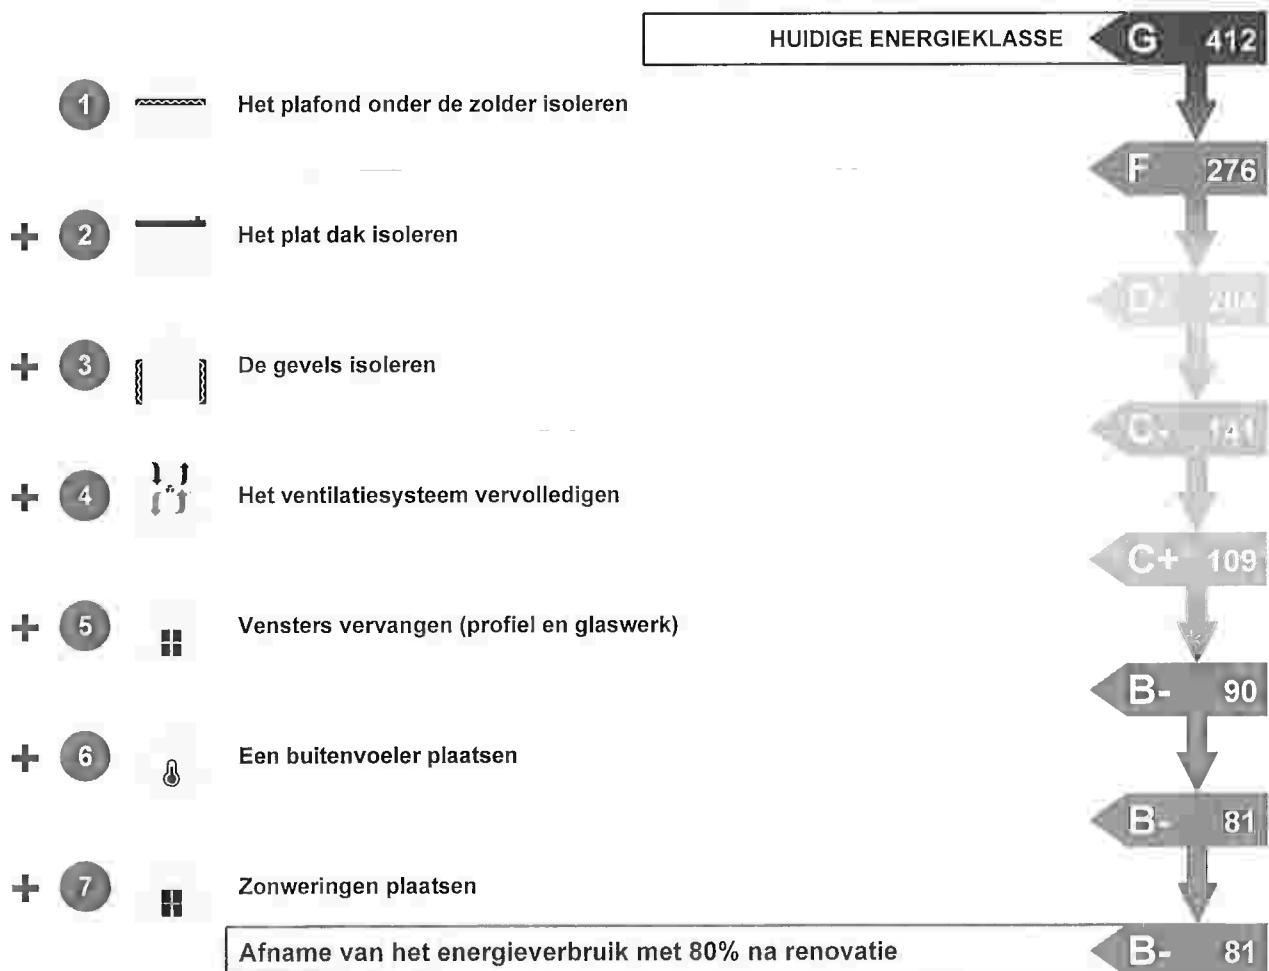 HUIDIGE ENERGIEKLASSE G 412
1 Het plafond onder de zolder isoleren
F 276
+ 2 Het plat dak isoleren
D-
+ 3 De gevels isoleren
C- 141
+ 4 Het ventilatiesysteem vervolledigen
C+ 109
+ 5 Vensters vervangen (profiel en glaswerk)
B- 90
+ 6 Een buitenvoeler plaatsen
B- 81
+ 7 Zonweringen plaatsen
Afname van het energieverbruik met 80% na renovatie B- 81